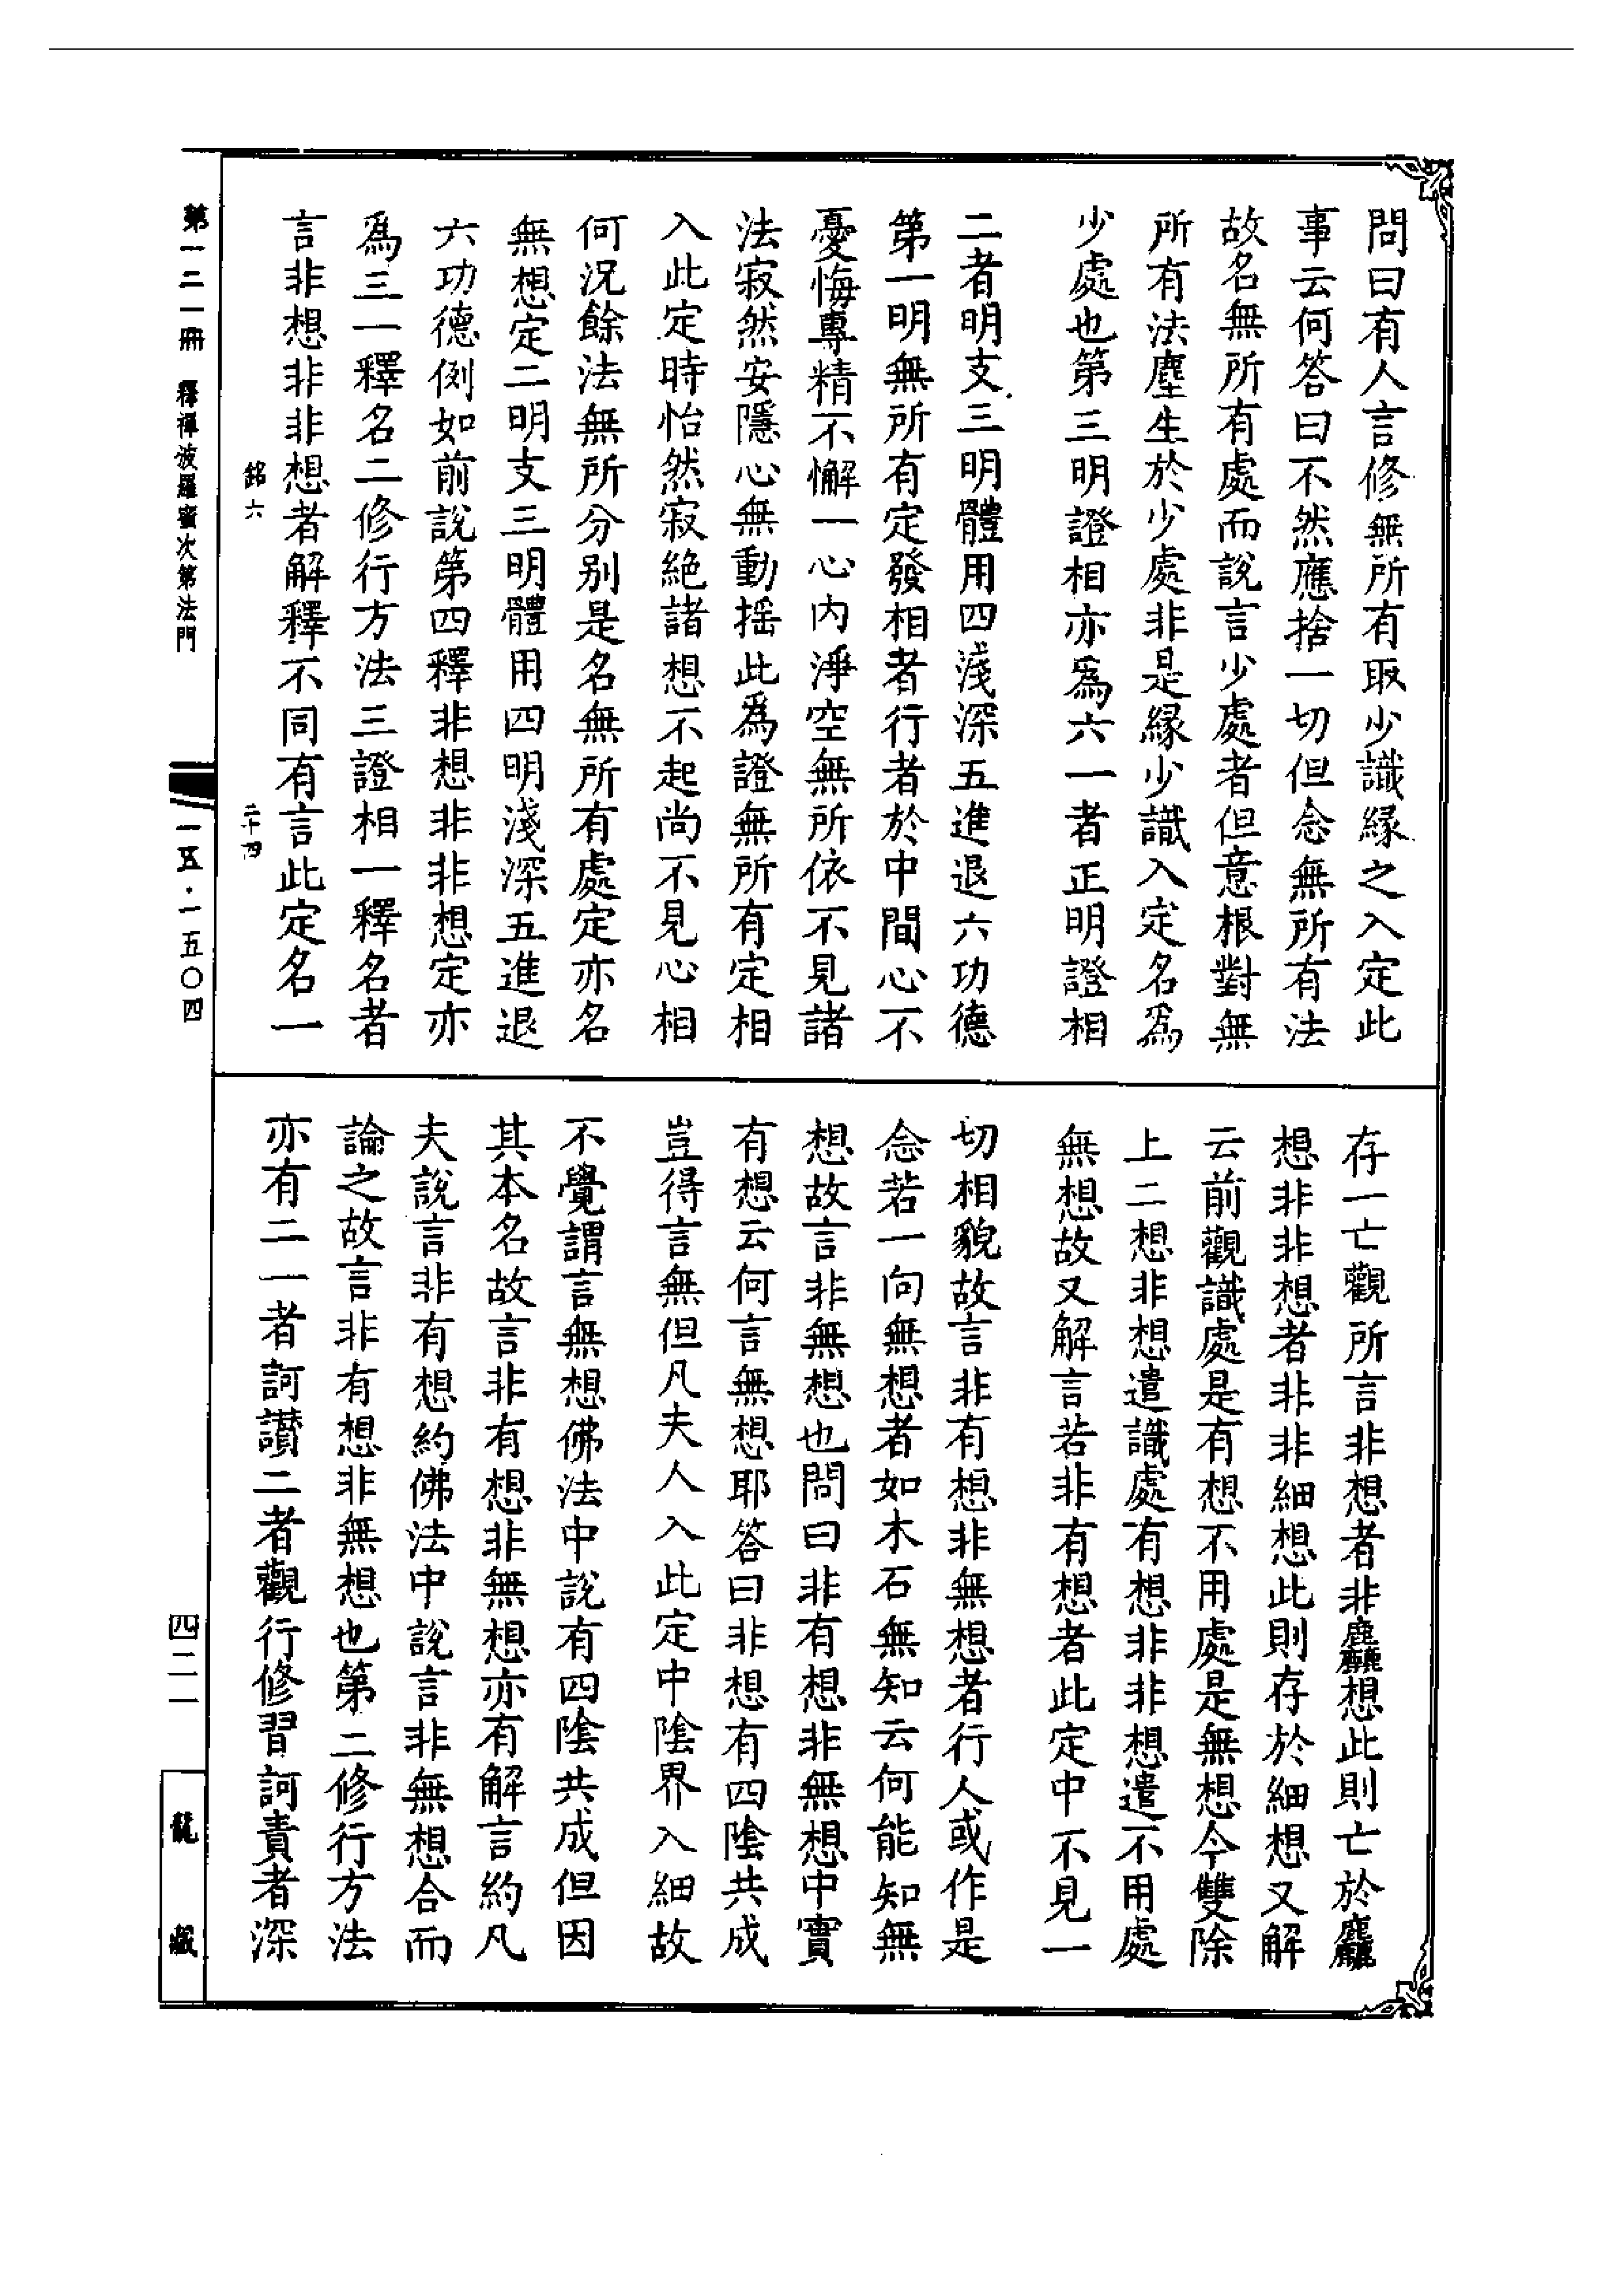 問曰有人言修無所有取少識緣之入定此
事云何答曰不然應捨一切但念無所有法
故名無所有處而說言少處者但意根對無
所有法塵生於少處非是緣少識入定名爲
少處也第三明證相亦爲六一者正明證相
二者明支三明體用四淺深五進退六功德
第一明無所有定發相者行者於中間心不
憂悔專精不懈一心內淨空無所依不見諸
法寂然安隱心無動搖此爲證無所有定相
入此定時怡然寂絕諸想不起尚不見心相
何況餘法無所分別是名無所有處定亦名
無想定二明支三明體用四明淺深五進退
六功德例如前說第四釋非想非非想定亦
爲三一釋名二修行方法三證相一釋名者
言非想非非想者解釋不同有言此定名一
存一亡觀所言非想者非麤想此則亡於麤
想非非想者非非細想此則存於細想又解
云前觀識處是有想不用處是無想今雙除
上二想非想遣識處有想非非想遣不用處
無想故又解言若非有想者此定中不見一
切相貌故言非有想非無想者行人或作是
念若一向無想者如木石無知云何能知無
想故言非無想也問曰非有想非無想中實
有想云何言無想耶答曰非想有四陰共成
豈得言無但凡夫人入此定中陰界入細故
不覺謂言無想佛法中說有四陰共成但因
其本名故言非有想非無想亦有解言約凡
夫說言非有想約佛法中說言非無想合而
論之故言非有想非無想也第二修行方法
亦有二一者訶讚二者觀行修習訶責者深
銘六
二十四
第一二一冊
釋禪波羅蜜次第法門
一五·一五〇四
四二一
龍藏